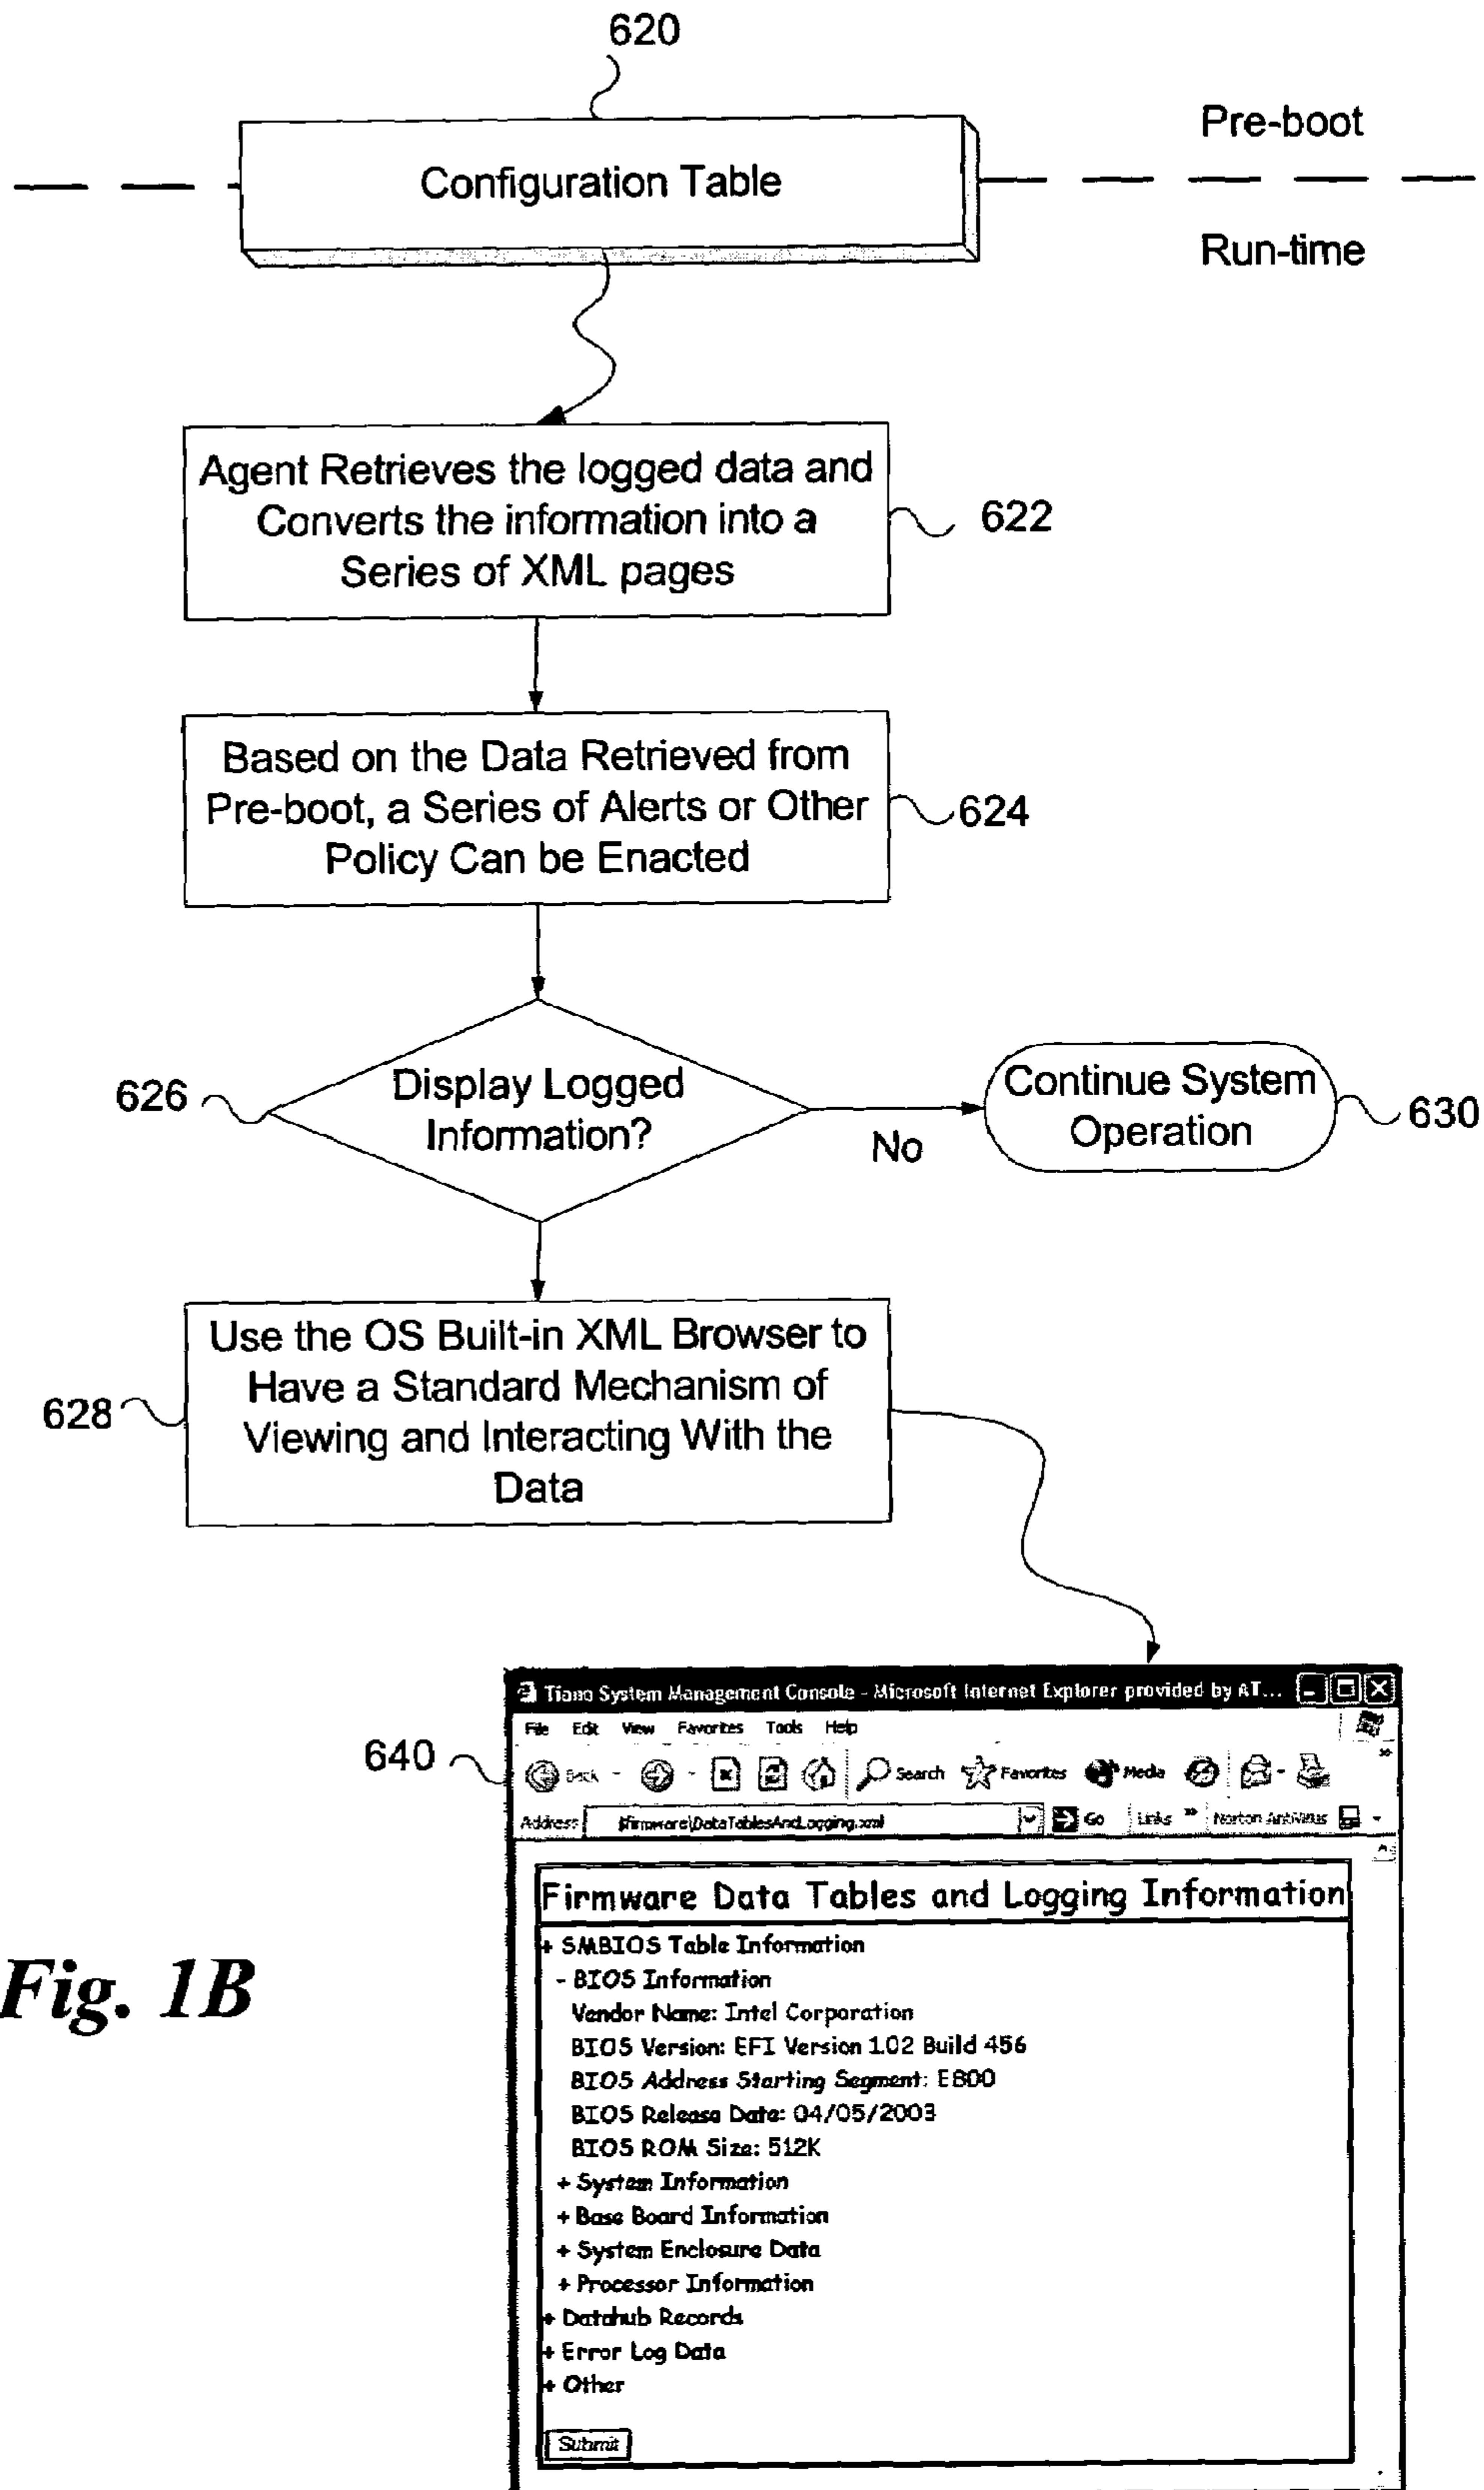 620
Pre-boot
Configuration Table
Run-time
Agent Retrieves the logged data and
Converts the information into a
Series of XML pages
622
Based on the Data Retrieved from
Pre-boot, a Series of Alerts or Other
Policy Can be Enacted
624
626
Display Logged
Information?
No
Continue System
Operation
630
628
Use the OS Built-in XML Browser to
Have a Standard Mechanism of
Viewing and Interacting With the
Data
640
Tiano System Management Console - Microsoft Internet Explorer provided by AT...
File Edit View Favorites Tools Help
Back Search Favorites Media
Address \firmware\DataTablesAndLogging.xml Go Links » Norton AntiVirus
Firmware Data Tables and Logging Information
+ SMBIOS Table Information
- BIOS Information
Vendor Name: Intel Corporation
BIOS Version: EFI Version 1.02 Build 456
BIOS Address Starting Segment: E800
BIOS Release Date: 04/05/2003
BIOS ROM Size: 512K
+ System Information
+ Base Board Information
+ System Enclosure Data
+ Processor Information
+ Datahub Records
+ Error Log Data
+ Other
Submit
Fig. 1B